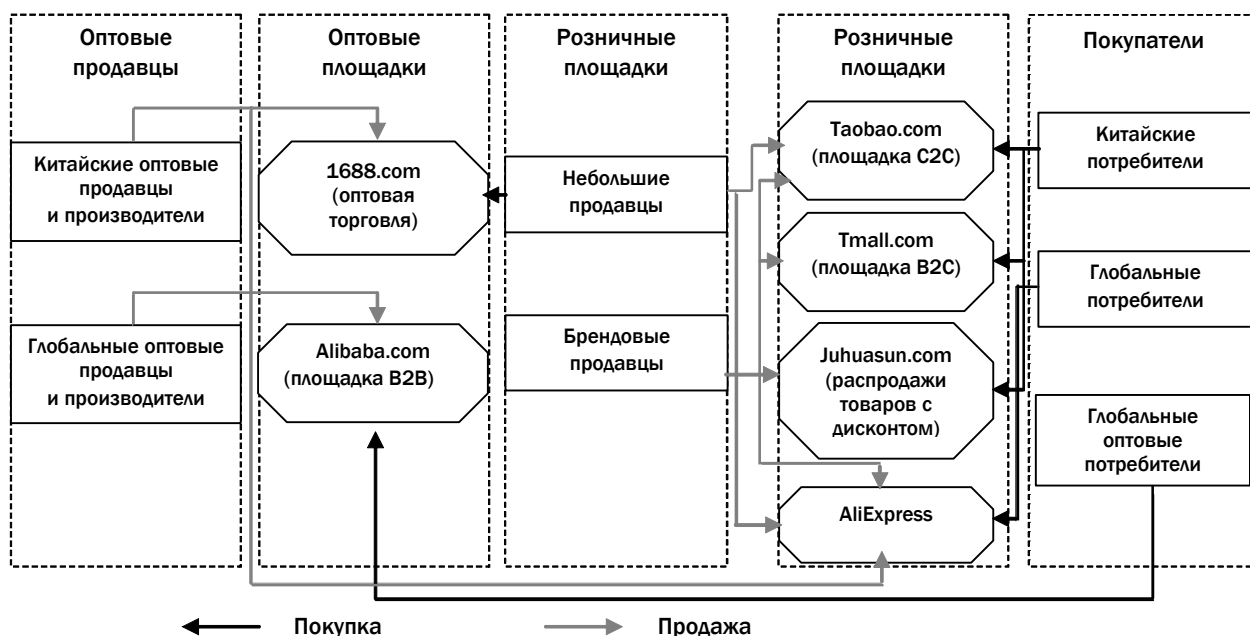 Оптовые
продавцы
Китайские оптовые
продавцы
и производители
Глобальные оптовые
продавцы
и производители
Оптовые
площадки
1688.com
(оптовая
торговля)
Alibaba.com
(площадка B2B)
Розничные
площадки
Небольшие
продавцы
Брендовые
продавцы
Розничные
площадки
Taobao.com
(площадка C2C)
Tmall.com
(площадка B2C)
Juhuasun.com
(распродажи
товаров с
дисконтом)
AliExpress
Покупатели
Китайские
потребители
Глобальные
потребители
Глобальные
оптовые
потребители
Покупка
Продажа